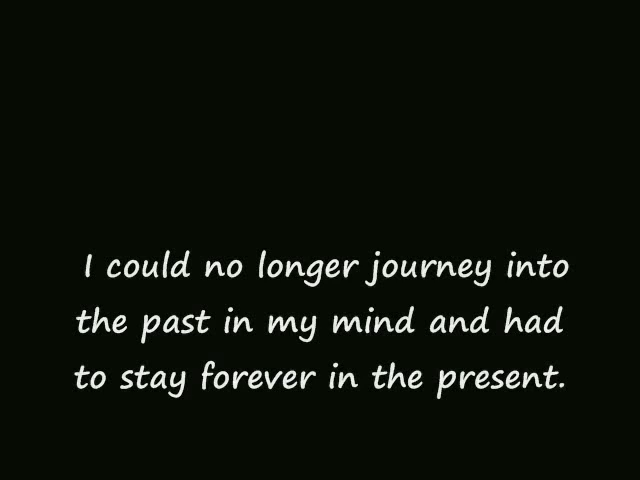 I could no longer journey into
the past in my mind and had
to stay forever in the present.